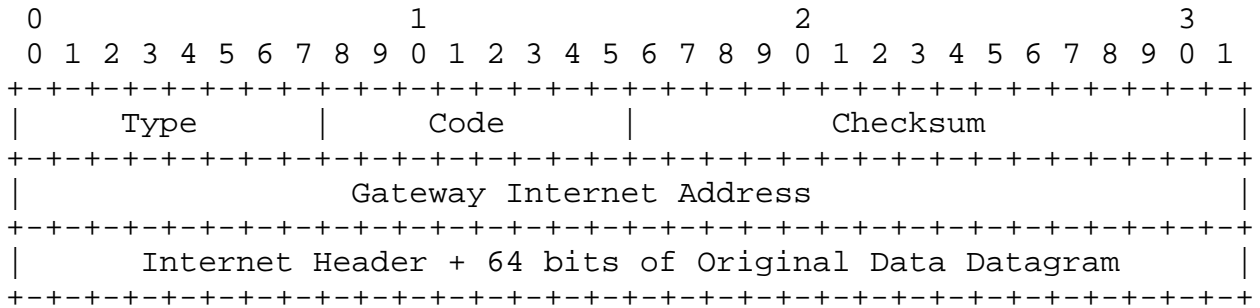 0                   1                   2                   3
 0 1 2 3 4 5 6 7 8 9 0 1 2 3 4 5 6 7 8 9 0 1 2 3 4 5 6 7 8 9 0 1
+-+-+-+-+-+-+-+-+-+-+-+-+-+-+-+-+-+-+-+-+-+-+-+-+-+-+-+-+-+-+-+-+
|     Type      |     Code      |          Checksum             |
+-+-+-+-+-+-+-+-+-+-+-+-+-+-+-+-+-+-+-+-+-+-+-+-+-+-+-+-+-+-+-+-+
|                 Gateway Internet Address                      |
+-+-+-+-+-+-+-+-+-+-+-+-+-+-+-+-+-+-+-+-+-+-+-+-+-+-+-+-+-+-+-+-+
|      Internet Header + 64 bits of Original Data Datagram      |
+-+-+-+-+-+-+-+-+-+-+-+-+-+-+-+-+-+-+-+-+-+-+-+-+-+-+-+-+-+-+-+-+